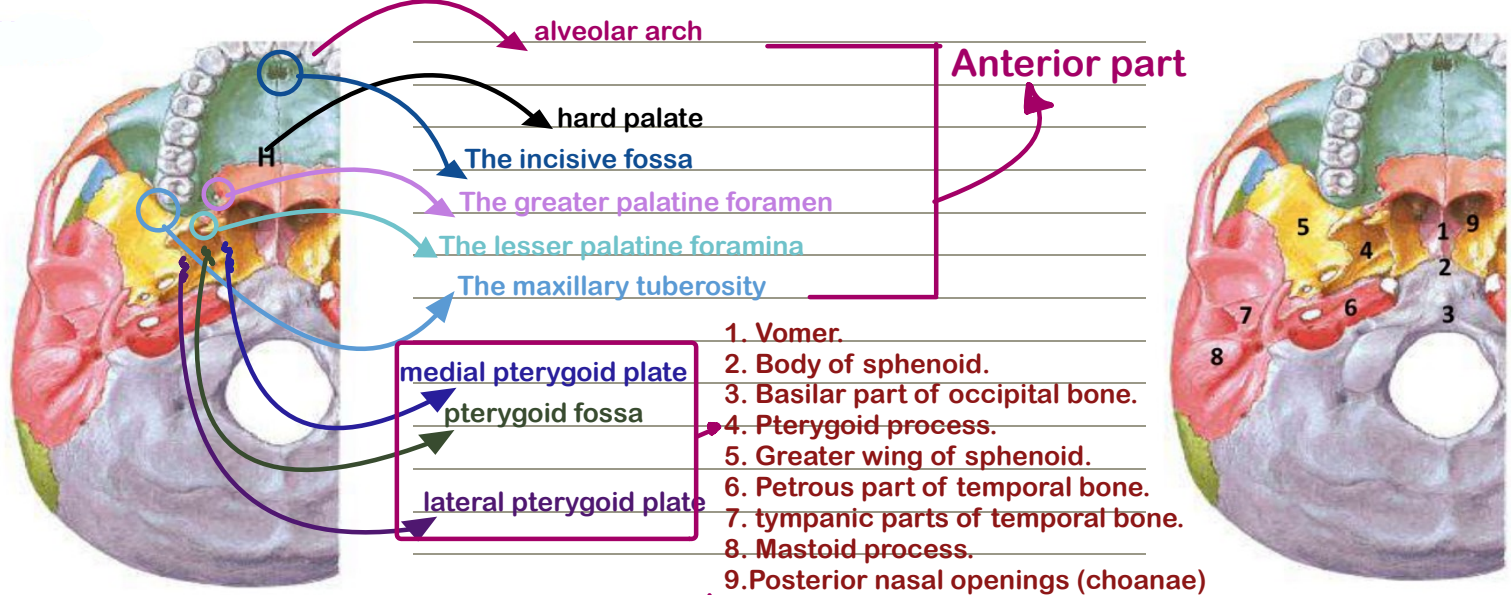 alveolar arch
Anterior part
hard palate
H
The incisive fossa
The greater palatine foramen
The lesser palatine foramina
The maxillary tuberosity
medial pterygoid plate
pterygoid fossa
lateral pterygoid plate
1. Vomer.
2. Body of sphenoid.
3. Basilar part of occipital bone.
4. Pterygoid process.
5. Greater wing of sphenoid.
6. Petrous part of temporal bone.
7. tympanic parts of temporal bone.
8. Mastoid process.
9.Posterior nasal openings (choanae)
5
4
1
9
2
6
3
7
8